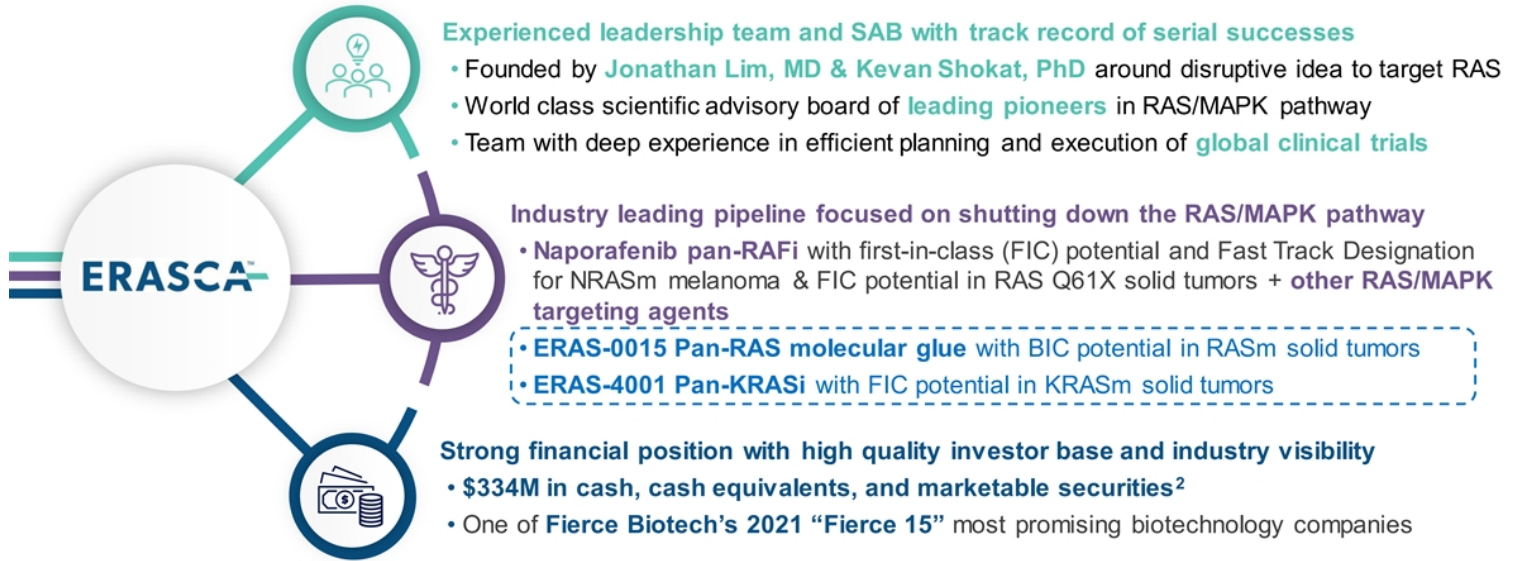 Experienced leadership team and SAB with track record of serial successes
• Founded by Jonathan Lim, MD & Kevan Shokat, PhD around disruptive idea to target RAS
• World class scientific advisory board of leading pioneers in RAS/MAPK pathway
• Team with deep experience in efficient planning and execution of global clinical trials
ERASCA™
Industry leading pipeline focused on shutting down the RAS/MAPK pathway
• Naporafenib pan-RAFi with first-in-class (FIC) potential and Fast Track Designation
for NRASm melanoma & FIC potential in RAS Q61X solid tumors + other RAS/MAPK
targeting agents
• ERAS-0015 Pan-RAS molecular glue with BIC potential in RASm solid tumors
• ERAS-4001 Pan-KRASi with FIC potential in KRASm solid tumors
Strong financial position with high quality investor base and industry visibility
• $334M in cash, cash equivalents, and marketable securities²
• One of Fierce Biotech’s 2021 “Fierce 15” most promising biotechnology companies